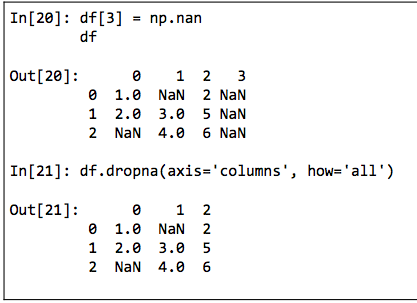 In[20]: df[3] = np.nan
        df
Out[20]:      0    1  2   3
         0  1.0  NaN  2 NaN
         1  2.0  3.0  5 NaN
         2  NaN  4.0  6 NaN
In[21]: df.dropna(axis='columns', how='all')
Out[21]:      0    1  2
         0  1.0  NaN  2
         1  2.0  3.0  5
         2  NaN  4.0  6